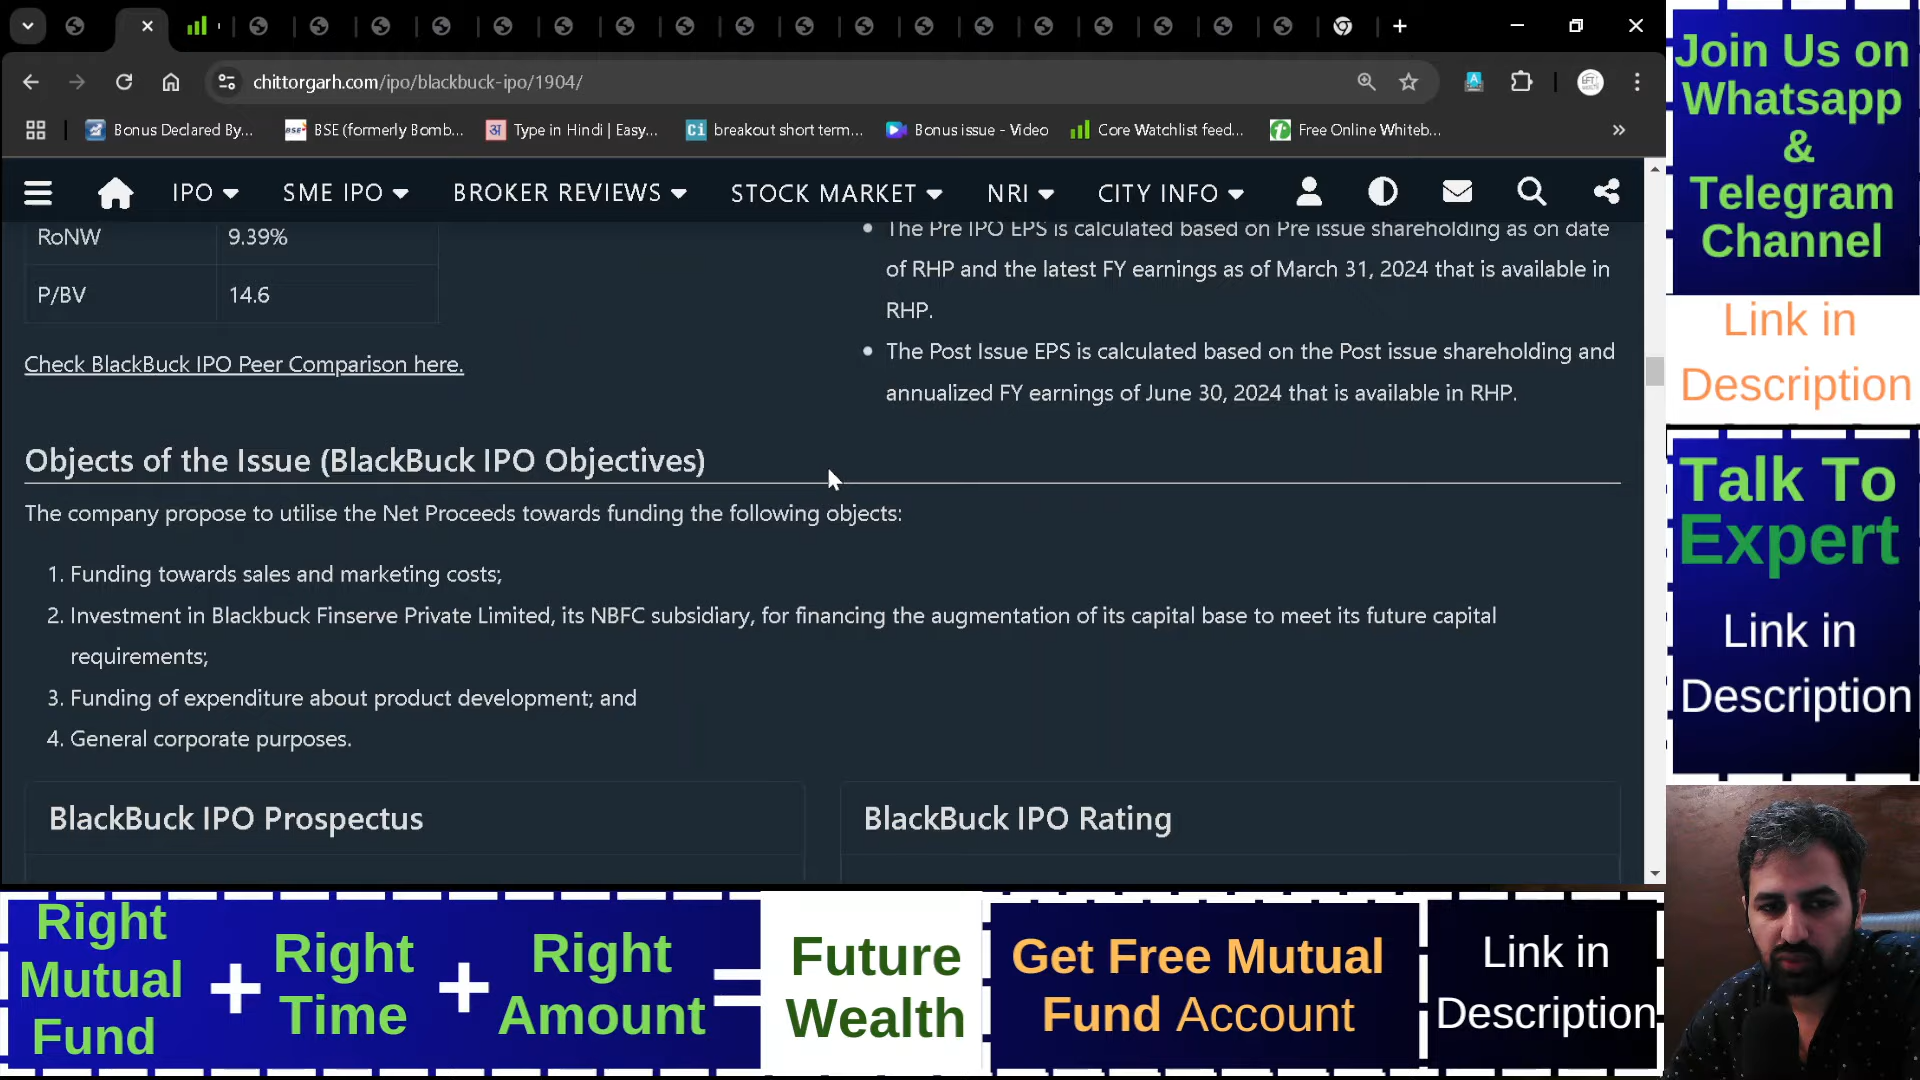 chittorgarh.com/ipo/blackbuck-ipo/1904/
Bonus Declared By...
BSE (formerly Bomb...
Type in Hindi | Easy...
breakout short term...
Bonus issue - Video
Core Watchlist feed...
Free Online Whiteb...
IPO
SME IPO
BROKER REVIEWS
STOCK MARKET
NRI
CITY INFO
RoNW 9.39%
P/BV 14.6
Check BlackBuck IPO Peer Comparison here.
The Pre IPO EPS is calculated based on Pre issue shareholding as on date
of RHP and the latest FY earnings as of March 31, 2024 that is available in
RHP.
The Post Issue EPS is calculated based on the Post issue shareholding and
annualized FY earnings of June 30, 2024 that is available in RHP.
Objects of the Issue (BlackBuck IPO Objectives)
The company propose to utilise the Net Proceeds towards funding the following objects:
1. Funding towards sales and marketing costs;
2. Investment in Blackbuck Finserve Private Limited, its NBFC subsidiary, for financing the augmentation of its capital base to meet its future capital
requirements;
3. Funding of expenditure about product development; and
4. General corporate purposes.
BlackBuck IPO Prospectus
BlackBuck IPO Rating
Join Us on
Whatsapp
&
Telegram
Channel
Link in
Description
Talk To
Expert
Link in
Description
Right
Mutual
Fund
+
Right
Time
+
Right
Amount
=
Future
Wealth
Get Free Mutual
Fund Account
Link in
Description